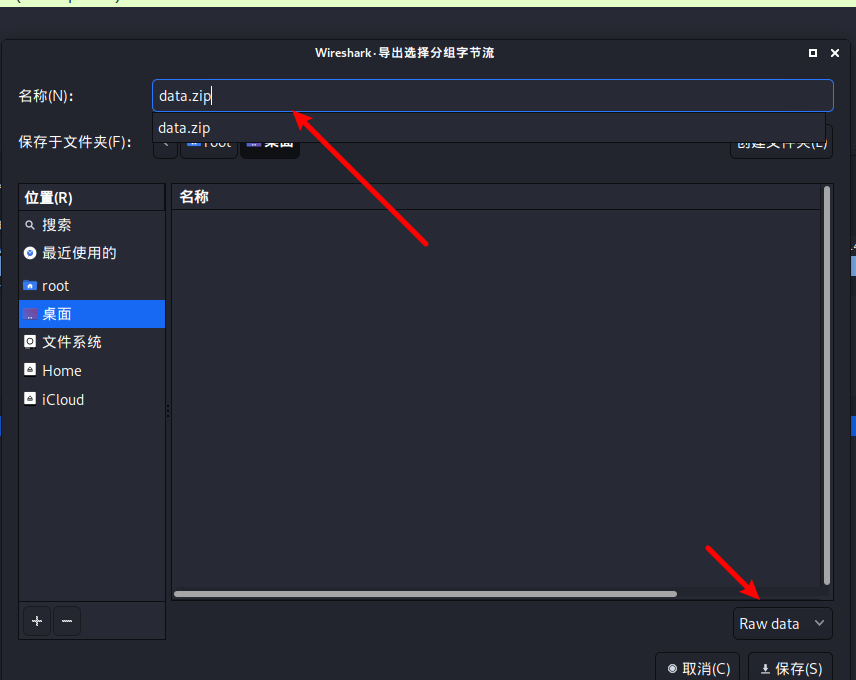 Wireshark·导出选择分组字节流
名称(N)：
data.zip
data.zip
保存于文件夹(F)：
root
桌面
创建文件夹(E)
位置(R)
名称
搜索
最近使用的
root
桌面
文件系统
Home
iCloud
Raw data
取消(C)
保存(S)